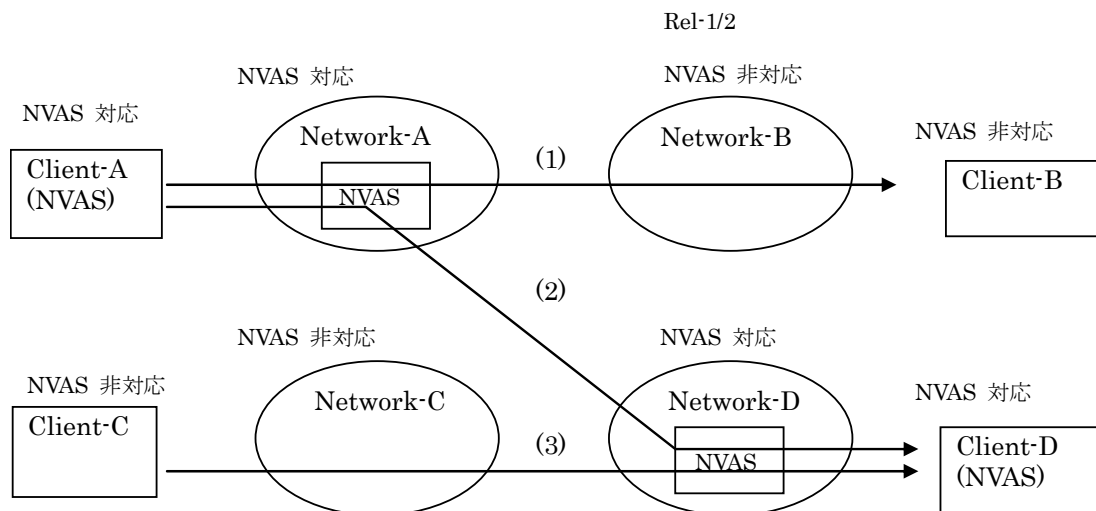 Rel-1/2
NVAS 対応
NVAS 非対応
NVAS 対応
NVAS 非対応
Network-A
Network-B
Client-A
(NVAS)
(1)
Client-B
NVAS
(2)
NVAS 非対応
NVAS 対応
NVAS 非対応
NVAS 対応
Network-C
Network-D
Client-C
(3)
Client-D
(NVAS)
NVAS